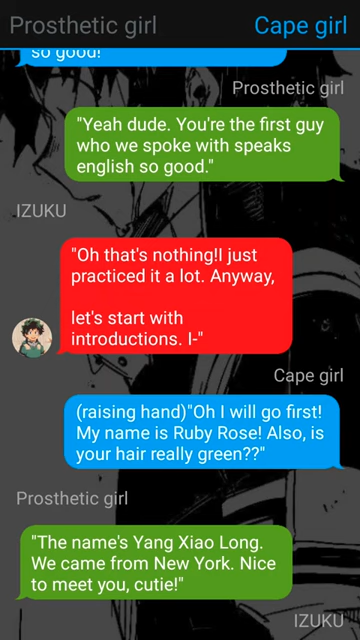 Prosthetic girl
Cape girl
so good!
Prosthetic girl
"Yeah dude. You're the first guy
who we spoke with speaks
english so good."
IZUKU
"Oh that's nothing!I just
practiced it a lot. Anyway,
let's start with
introductions. I-"
Cape girl
(raising hand)"Oh I will go first!
My name is Ruby Rose! Also, is
your hair really green??"
Prosthetic girl
"The name's Yang Xiao Long.
We came from New York. Nice
to meet you, cutie!"
IZUKU